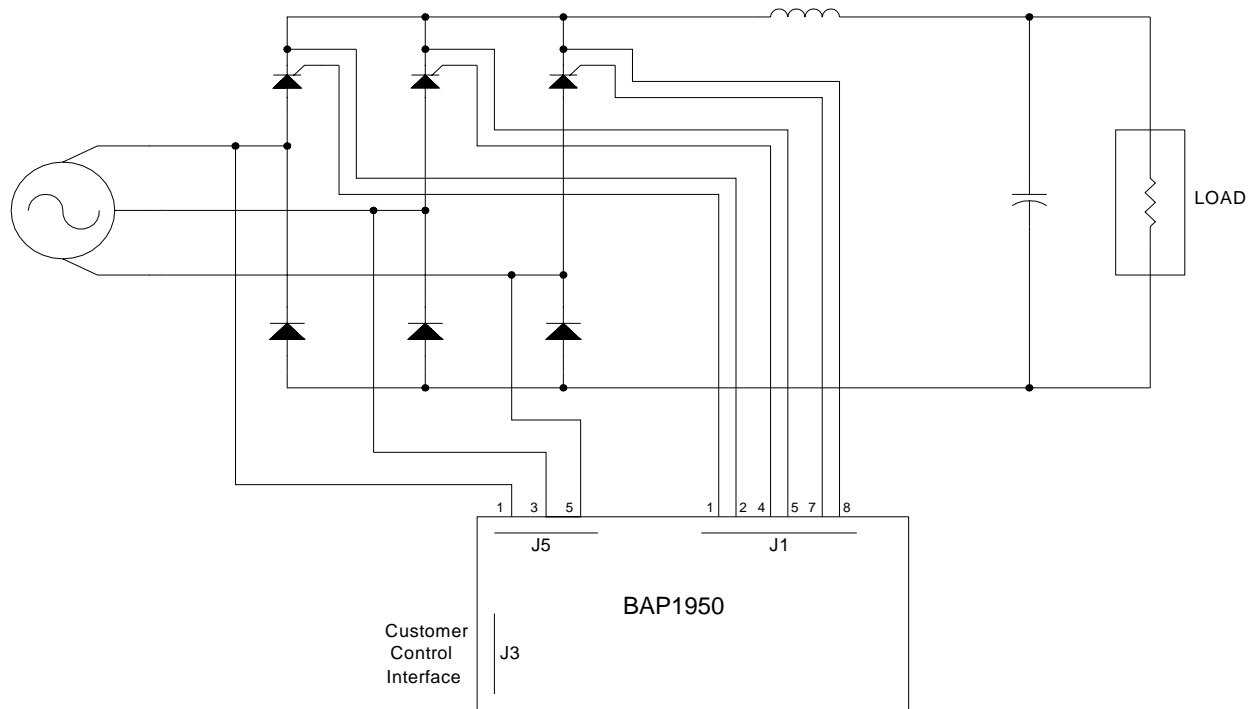 LOAD
1 3 5 1 2 4 5 7 8
J5 J1
BAP1950
Customer
Control
Interface
J3